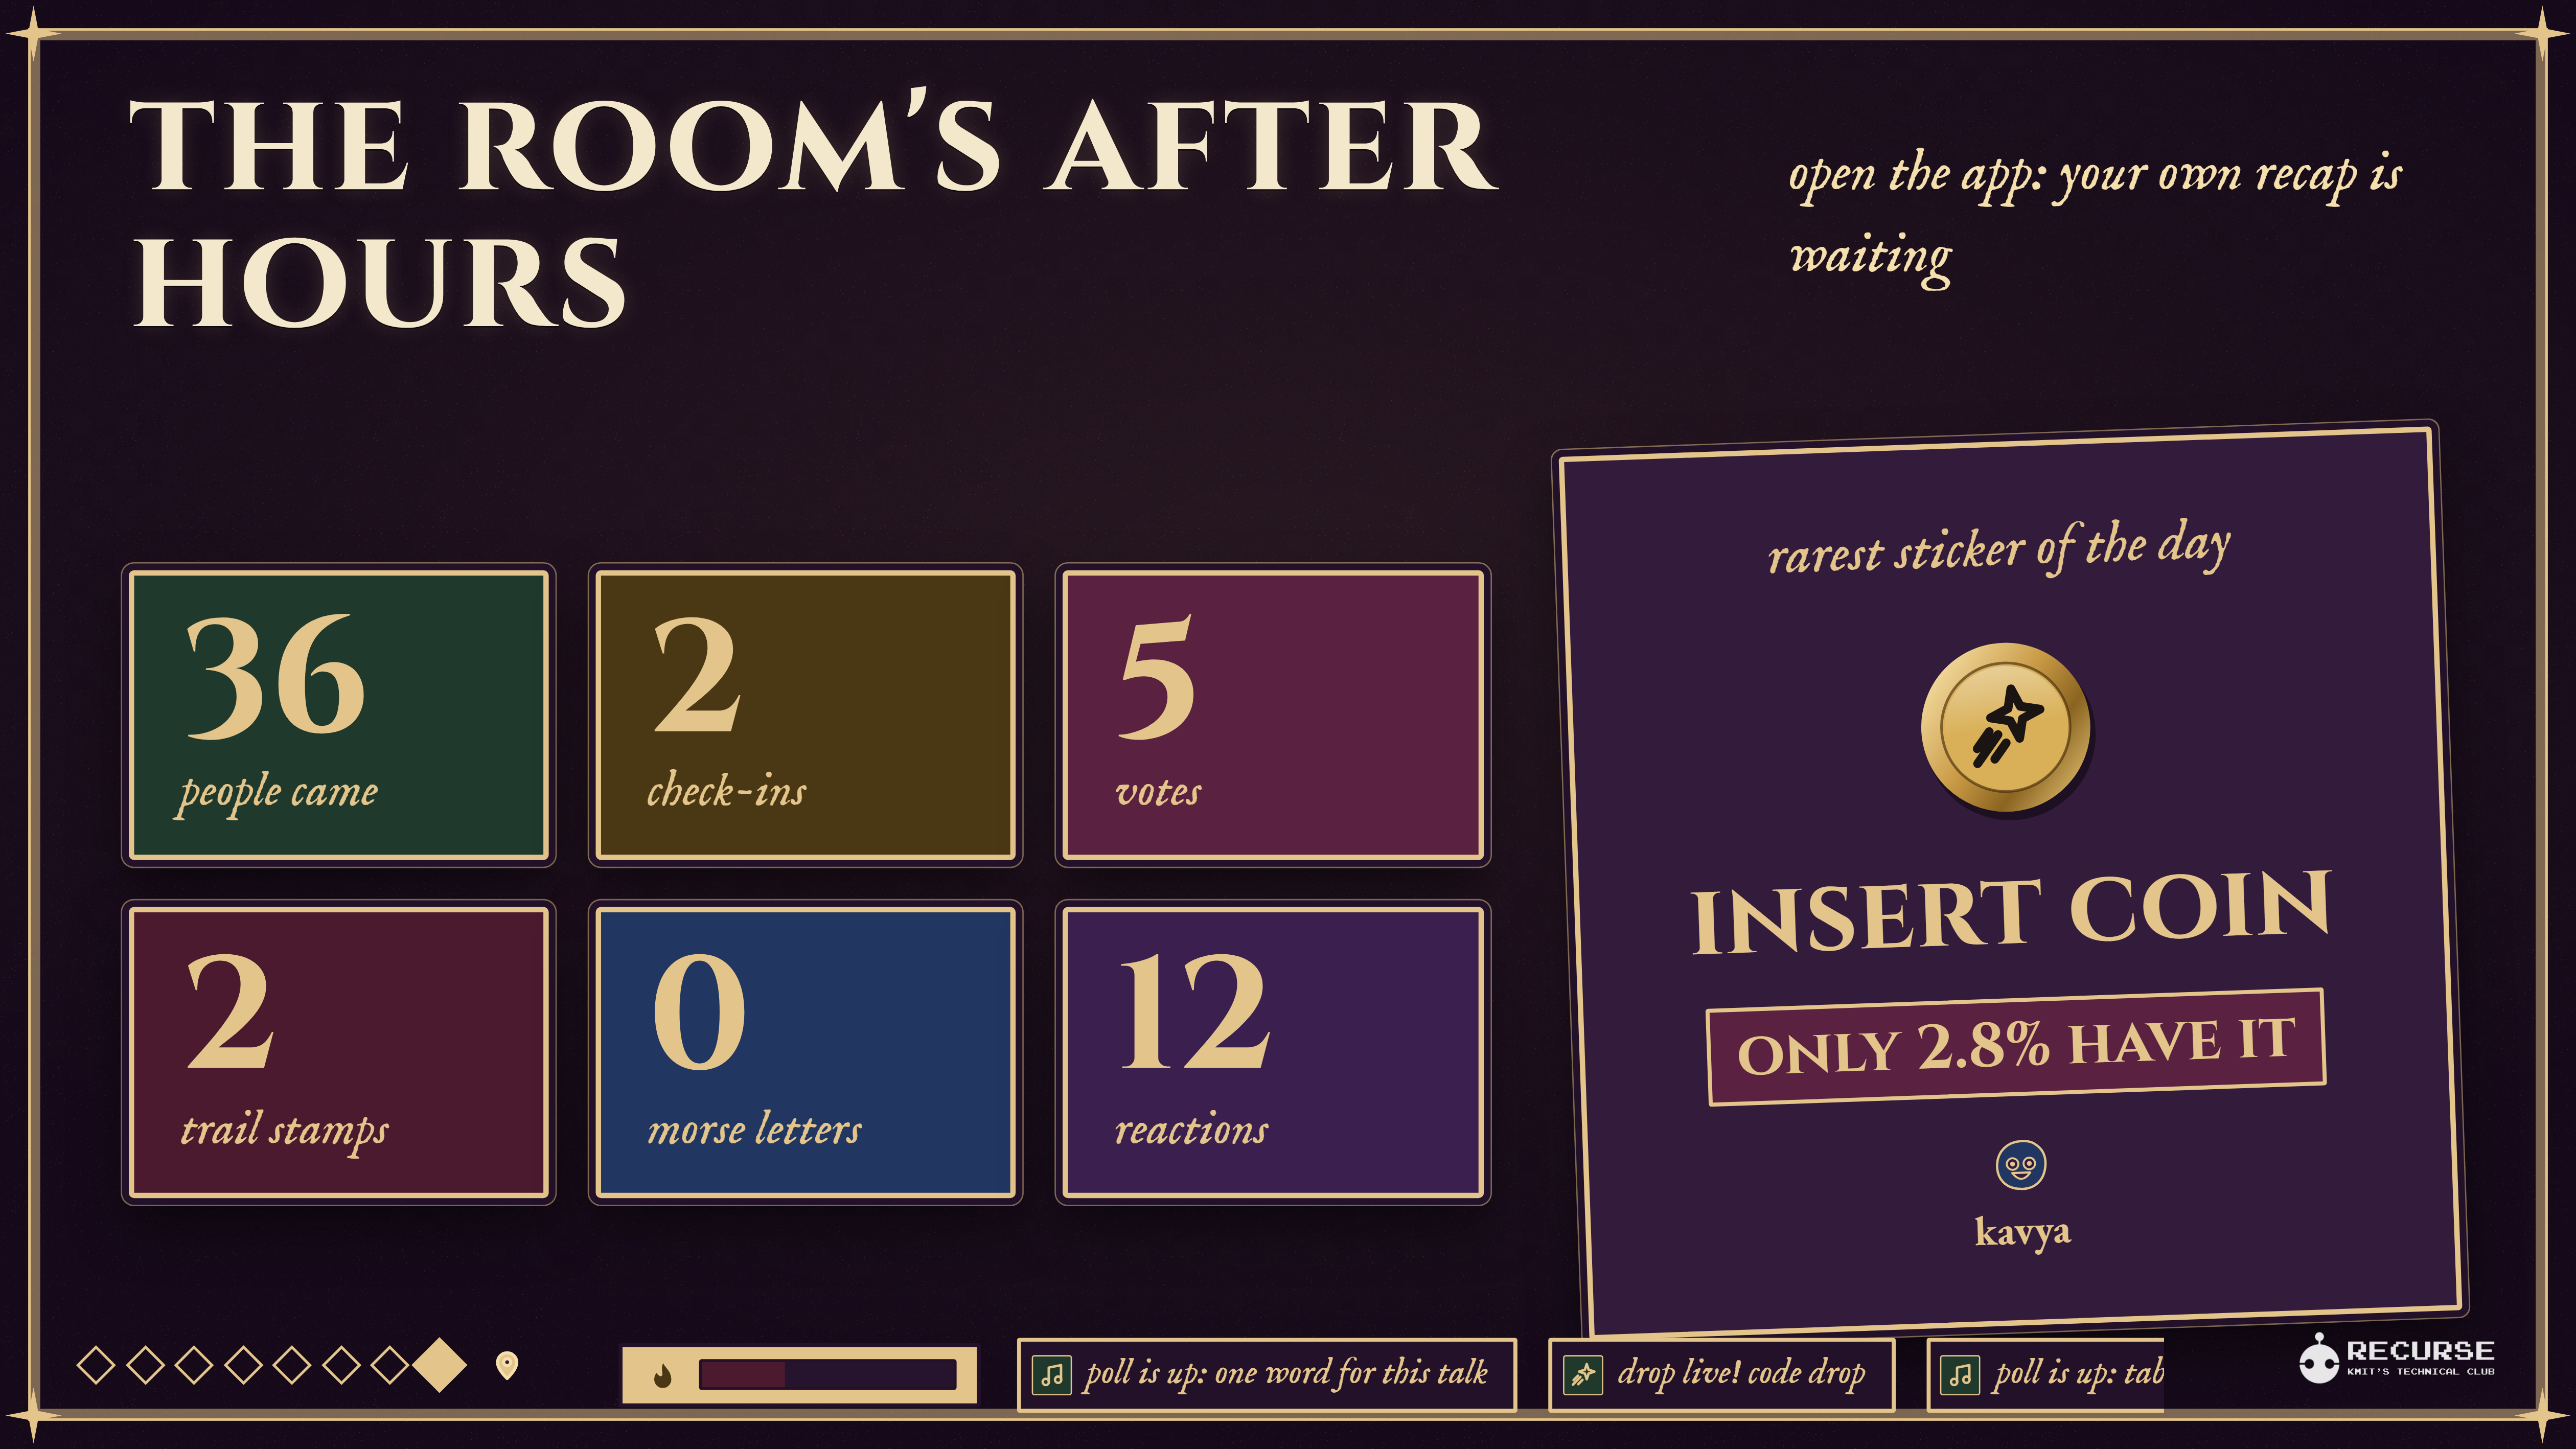 THE ROOM'S AFTER
HOURS
open the app: your own recap is
waiting
36
people came
2
check-ins
5
votes
2
trail stamps
0
morse letters
12
reactions
rarest sticker of the day
INSERT COIN
ONLY 2.8% HAVE IT
kavya
poll is up: one word for this talk
drop live! code drop
poll is up: tab
RECURSE
KMIT'S TECHNICAL CLUB